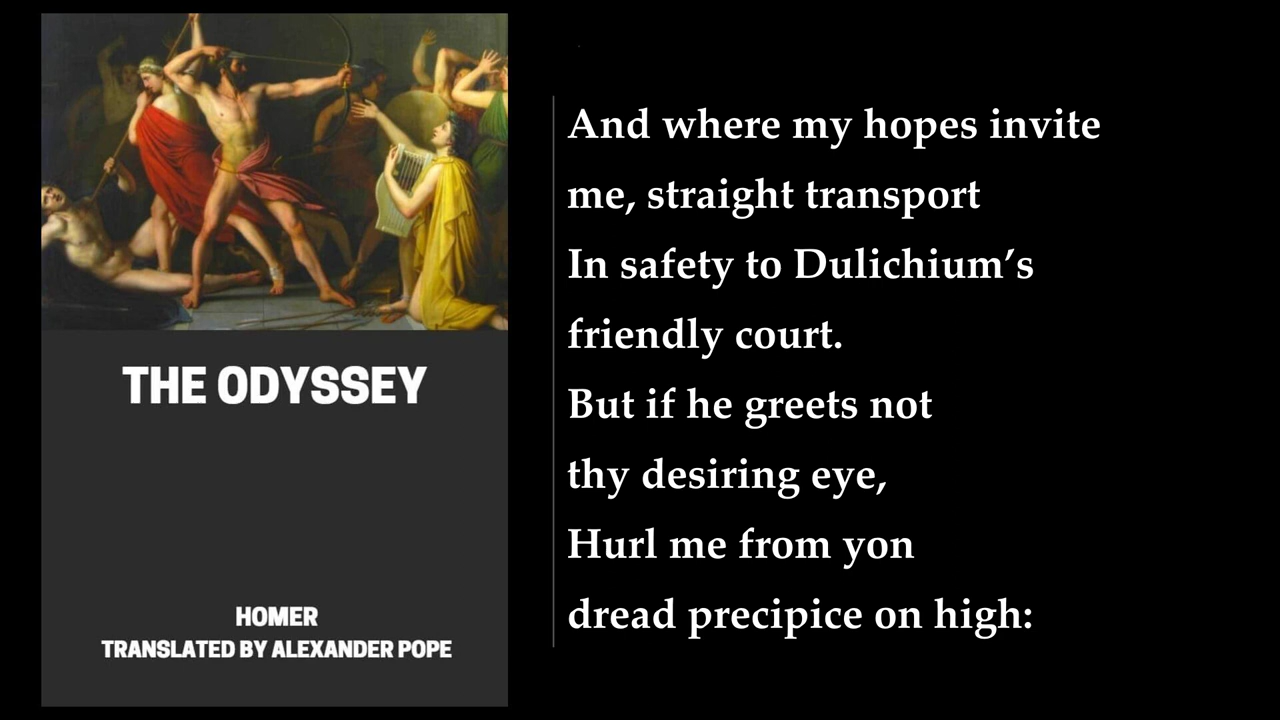 THE ODYSSEY
HOMER
TRANSLATED BY ALEXANDER POPE
And where my hopes invite
me, straight transport
In safety to Dulichium’s
friendly court.
But if he greets not
thy desiring eye,
Hurl me from yon
dread precipice on high: